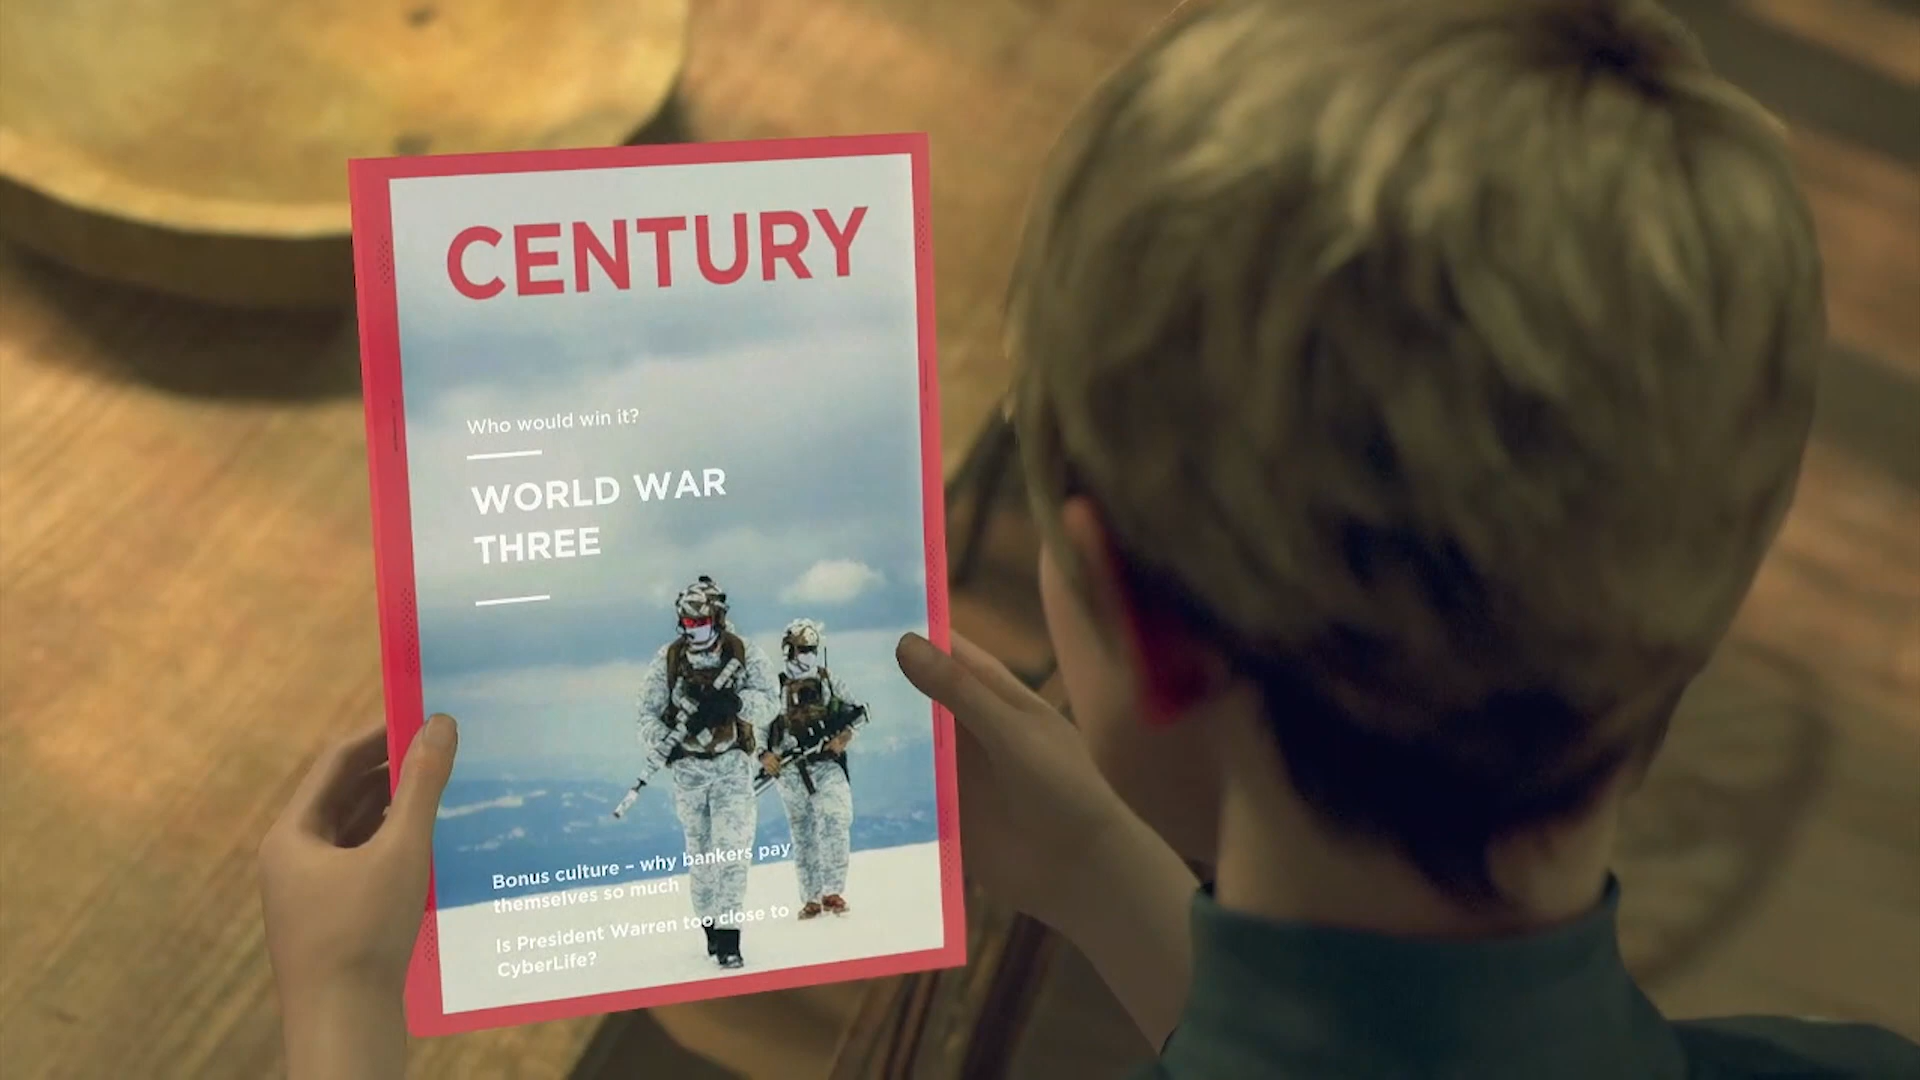 CENTURY
Who would win it?
WORLD WAR
THREE
Bonus culture – why bankers pay
themselves so much
Is President Warren too close to
CyberLife?